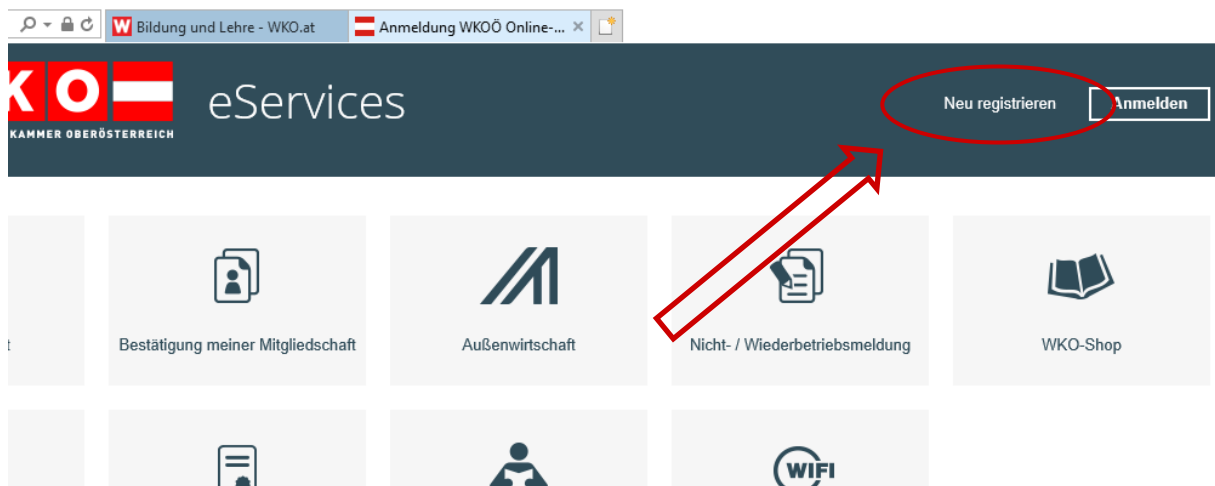 Bildung und Lehre - WKO.at
Anmeldung WKOÖ Online-...
KO
KAMMER OBERÖSTERREICH
eServices
Neu registrieren
Anmelden
t
Bestätigung meiner Mitgliedschaft
Außenwirtschaft
Nicht- / Wiederbetriebsmeldung
WKO-Shop
WIFI